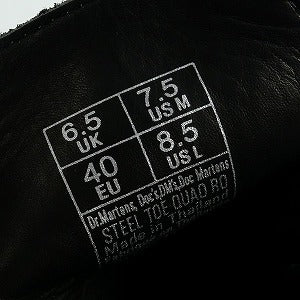 6.5 7.5
UK US M
40 8.5
EU US L
Dr.Martens, Doc's, DM's, Doc Martens
STEEL TOE QUAD RQ
Made in Thailand